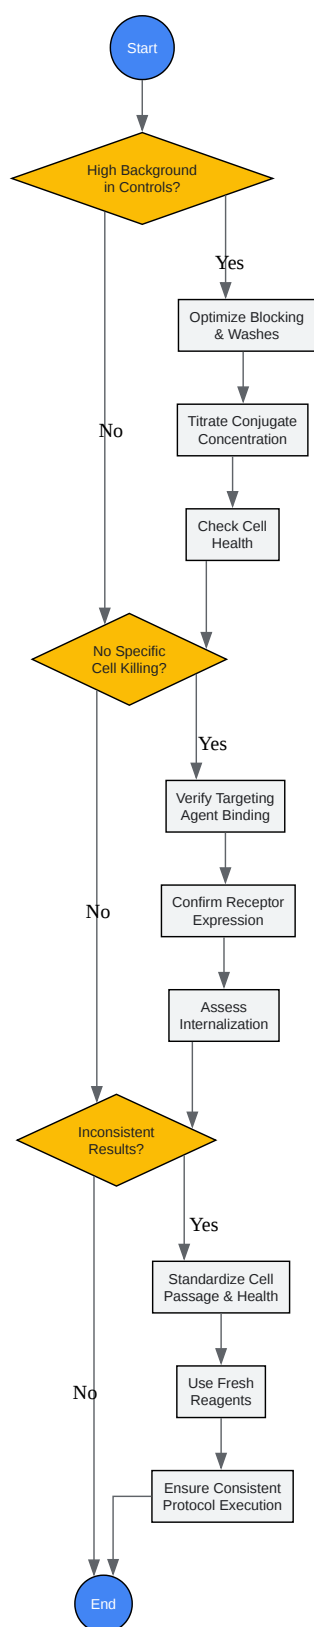 Start
High Background
in Controls?
Yes
Optimize Blocking
& Washes
Titrate Conjugate
Concentration
No
Check Cell
Health
No Specific
Cell Killing?
Yes
Verify Targeting
Agent Binding
Confirm Receptor
Expression
No
Assess
Internalization
Inconsistent
Results?
Yes
Standardize Cell
Passage & Health
Use Fresh
Reagents
No
Ensure Consistent
Protocol Execution
End